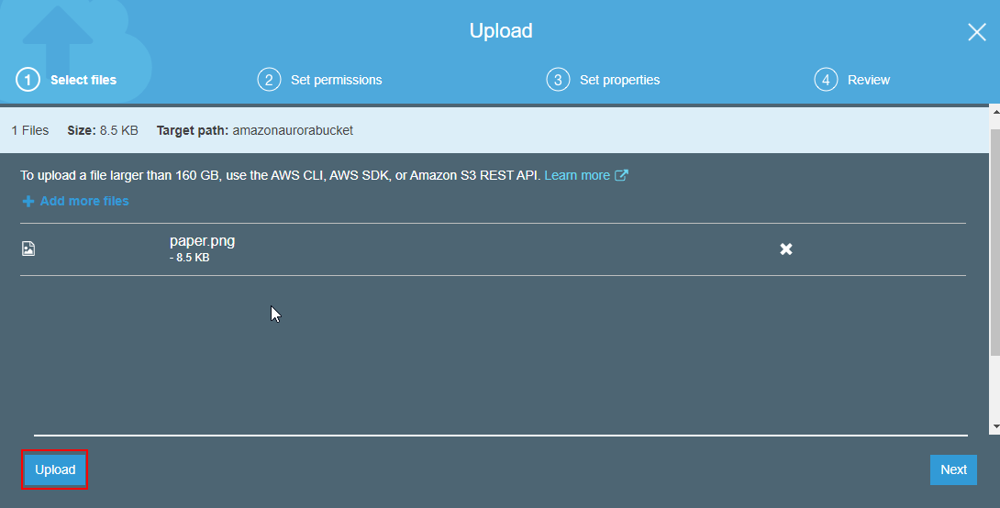 Upload
1 Select files 2 Set permissions 3 Set properties 4 Review
1 Files Size: 8.5 KB Target path: amazonaurorabucket
To upload a file larger than 160 GB, use the AWS CLI, AWS SDK, or Amazon S3 REST API. Learn more
Add more files
paper.png
- 8.5 KB
Upload Next